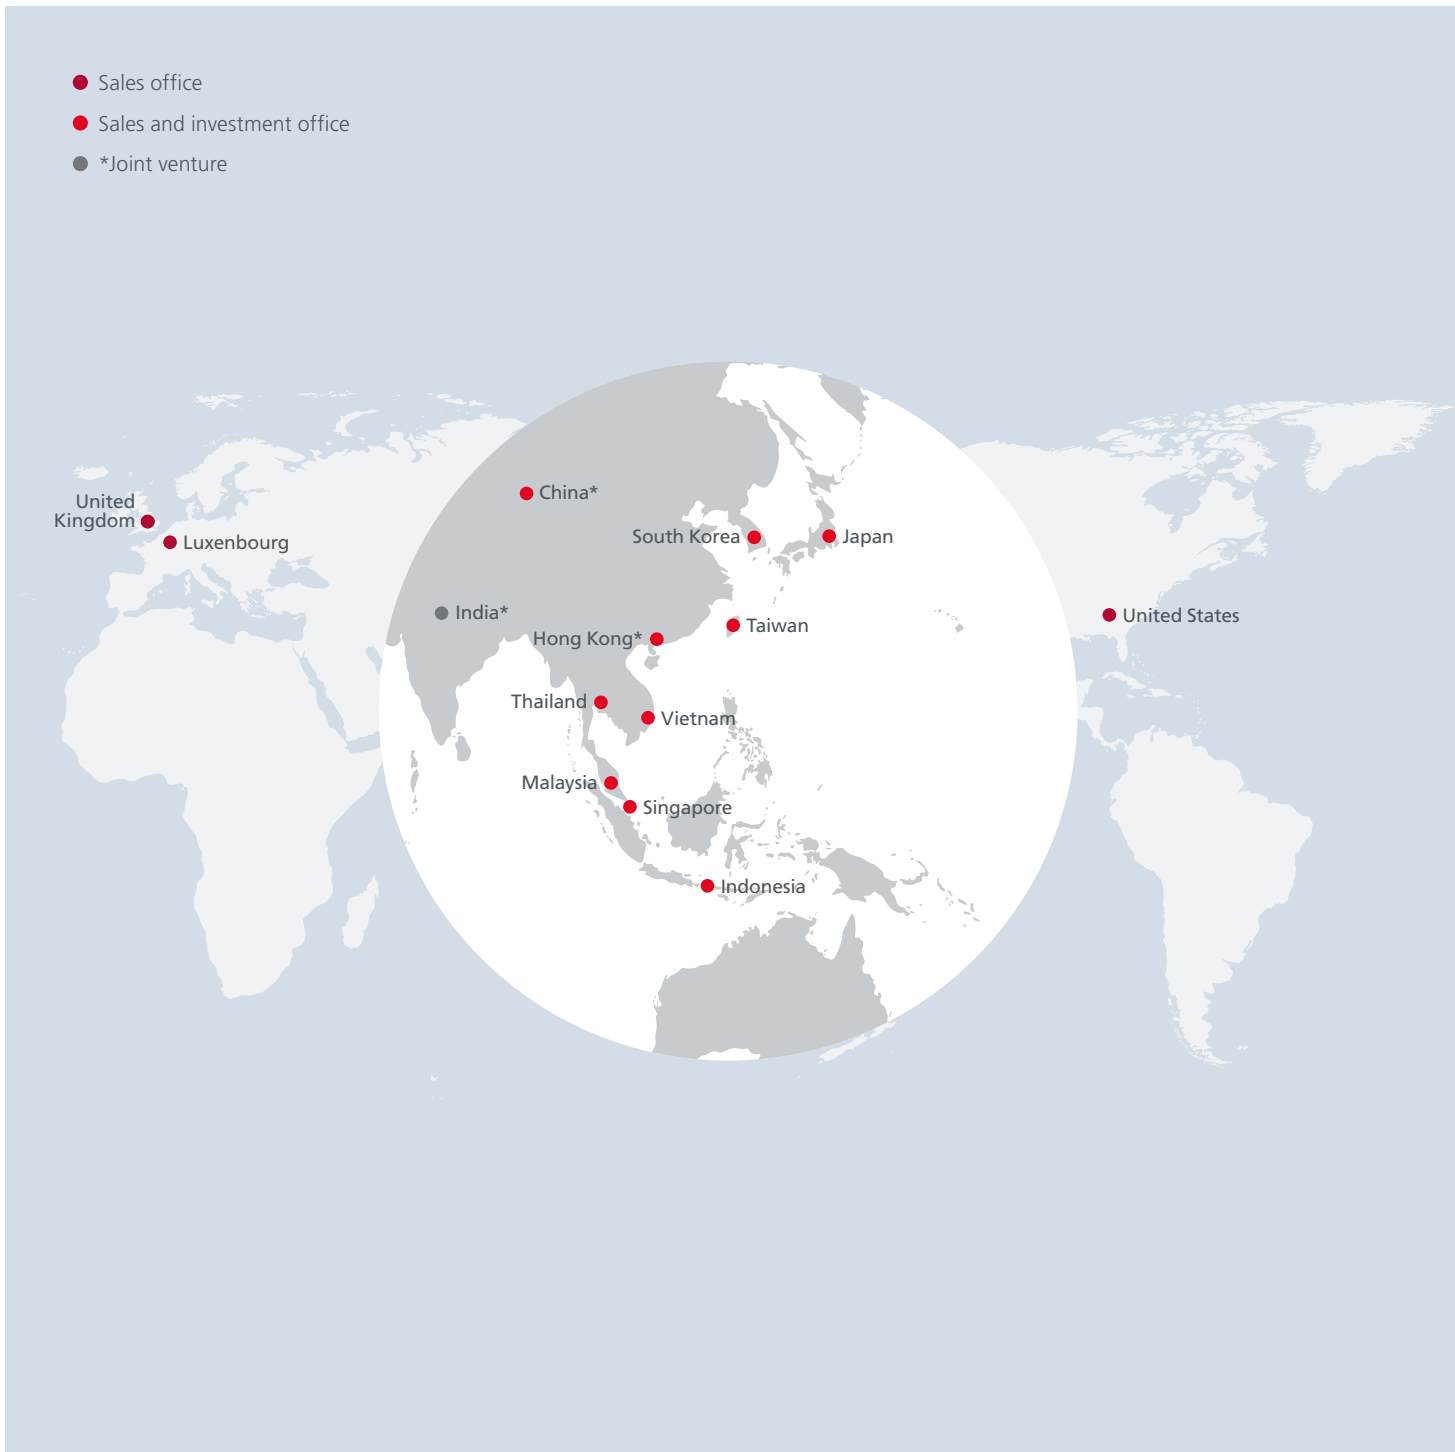 Sales office
Sales and investment office
*Joint venture
China*
United
Kingdom
South Korea
Japan
Luxenbourg
India*
United States
Taiwan
Hong Kong*
Thailand
Vietnam
Malaysia
Singapore
Indonesia